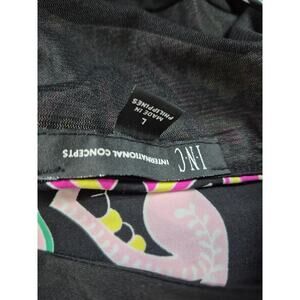 L
MADE IN
PHILIPPINES
I·N·C
INTERNATIONAL CONCEPTS